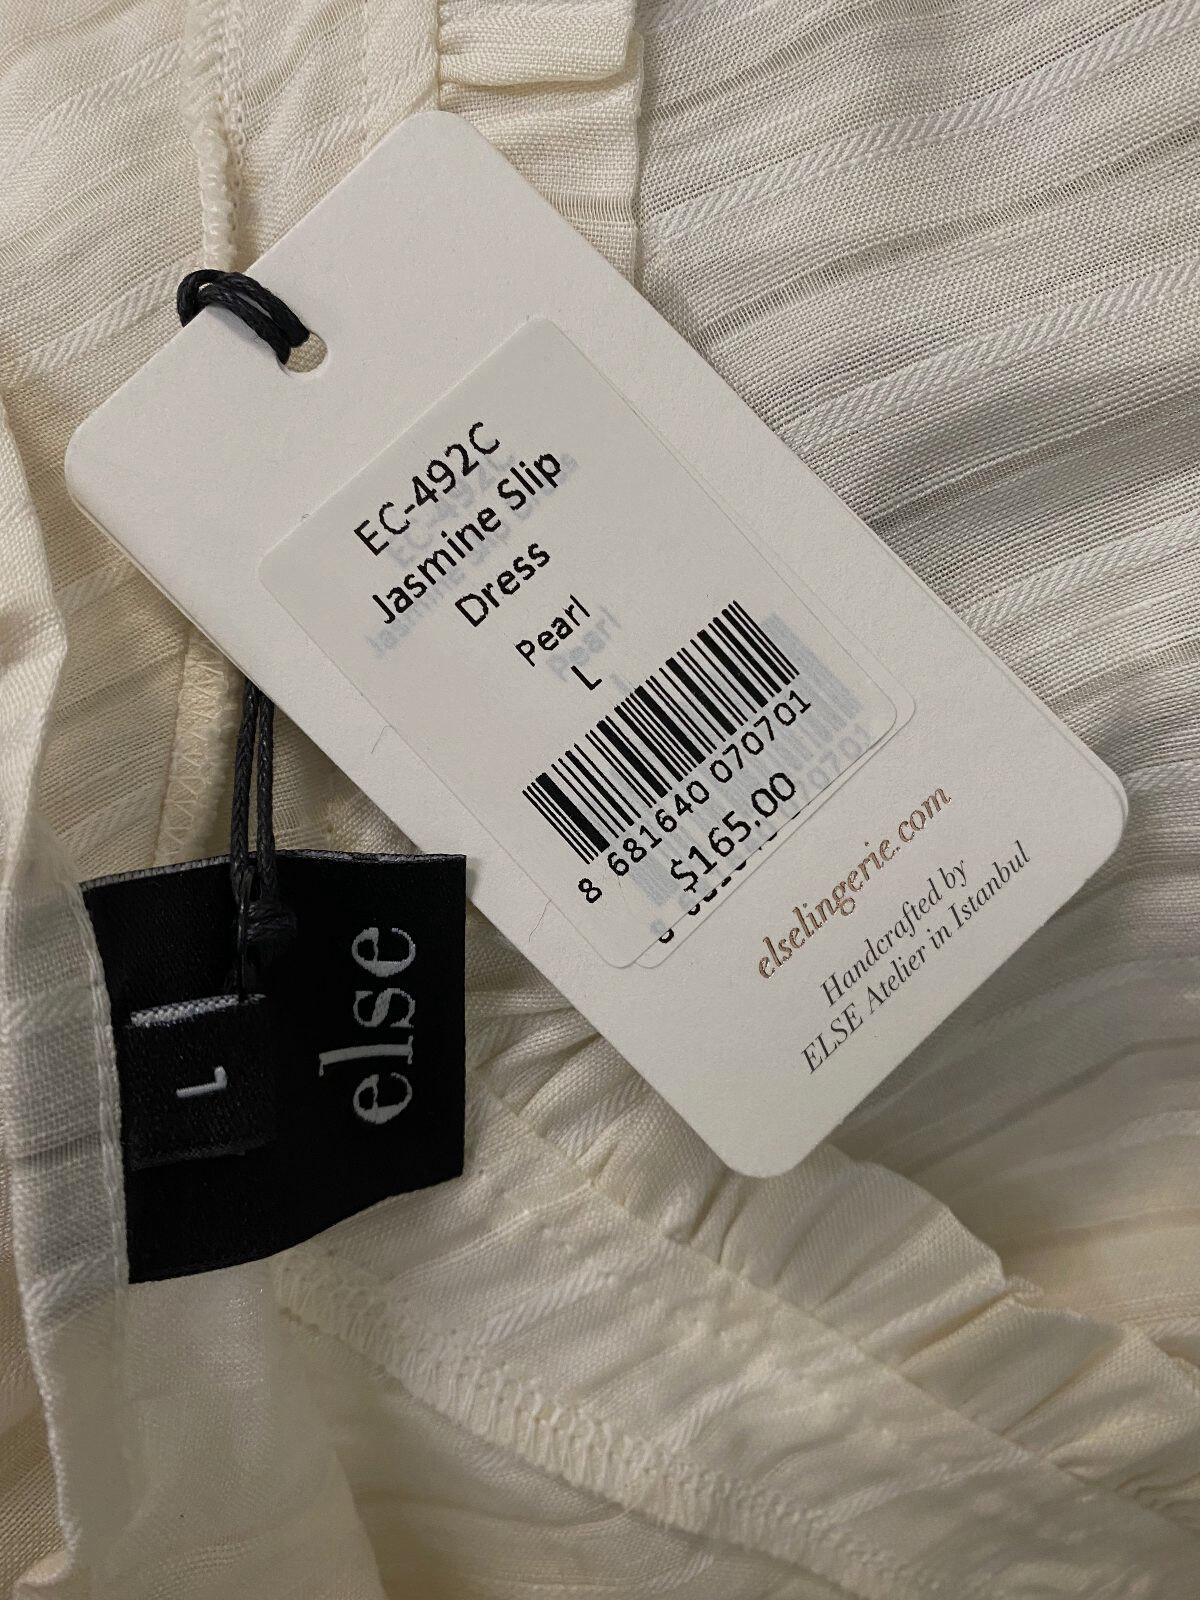 EC-492C
Jasmine Slip
Dress
Pearl
L
8 681640 070701
$165.00
elselingerie.com
Handcrafted by
ELSE Atelier in Istanbul
else
L